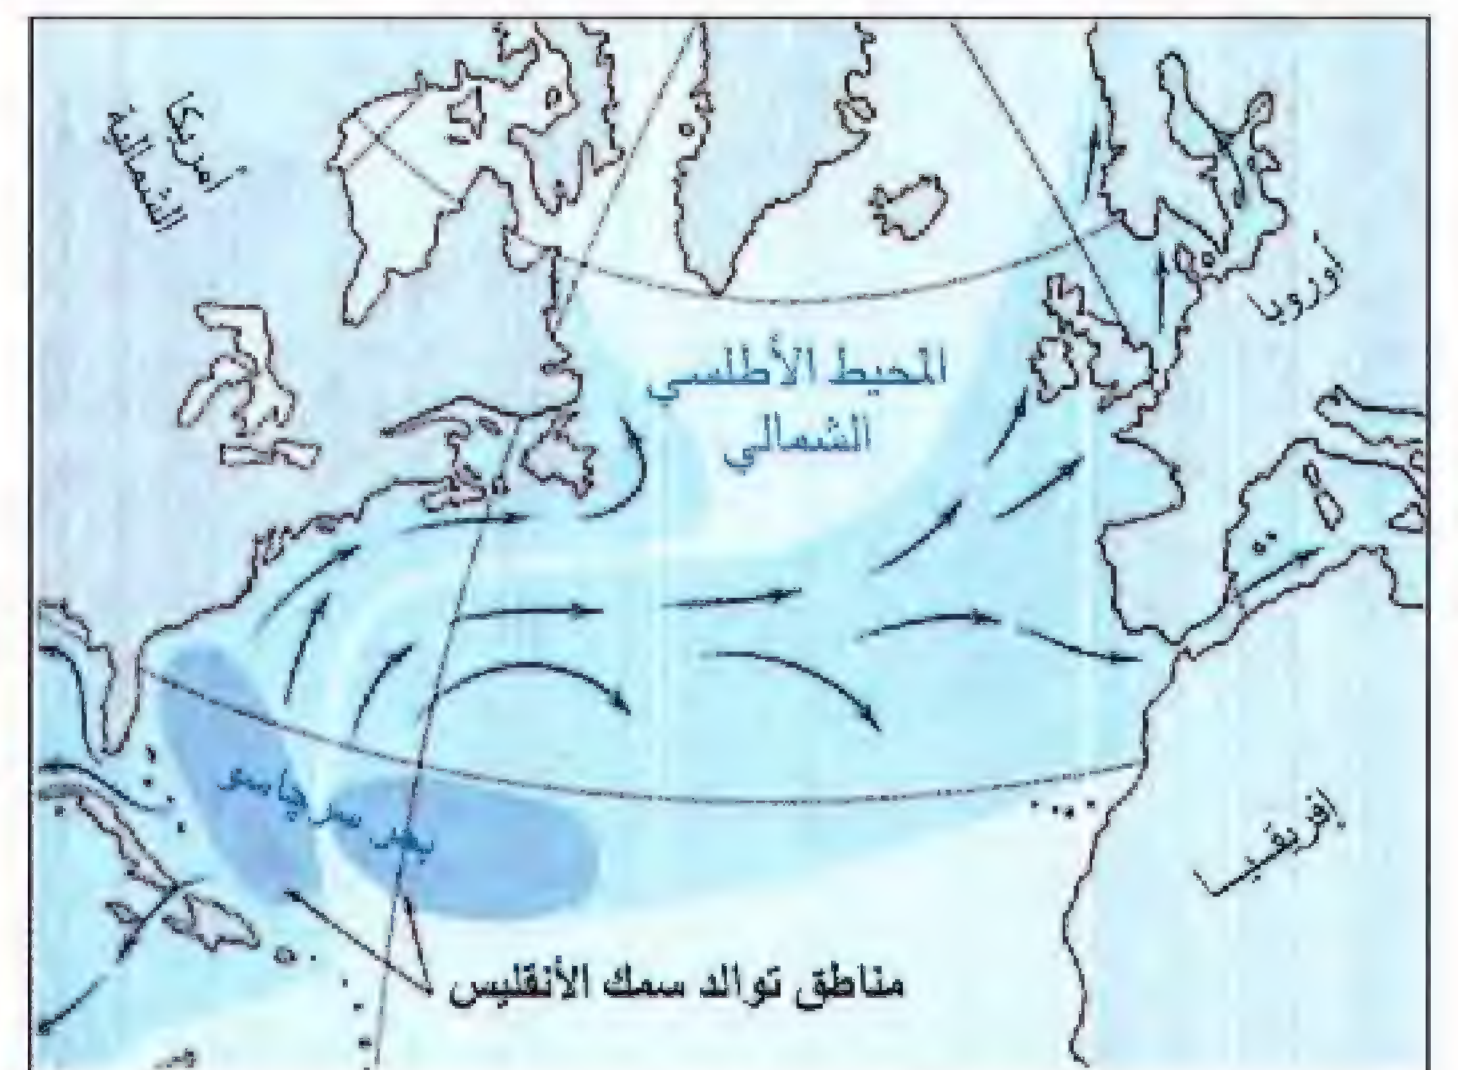 أمريكا
الشمالية
أوروبا
المحيط الأطلسي
الشمالي
بحر سرجاسو
إفريقيا
مناطق توالد سمك الأنقليس